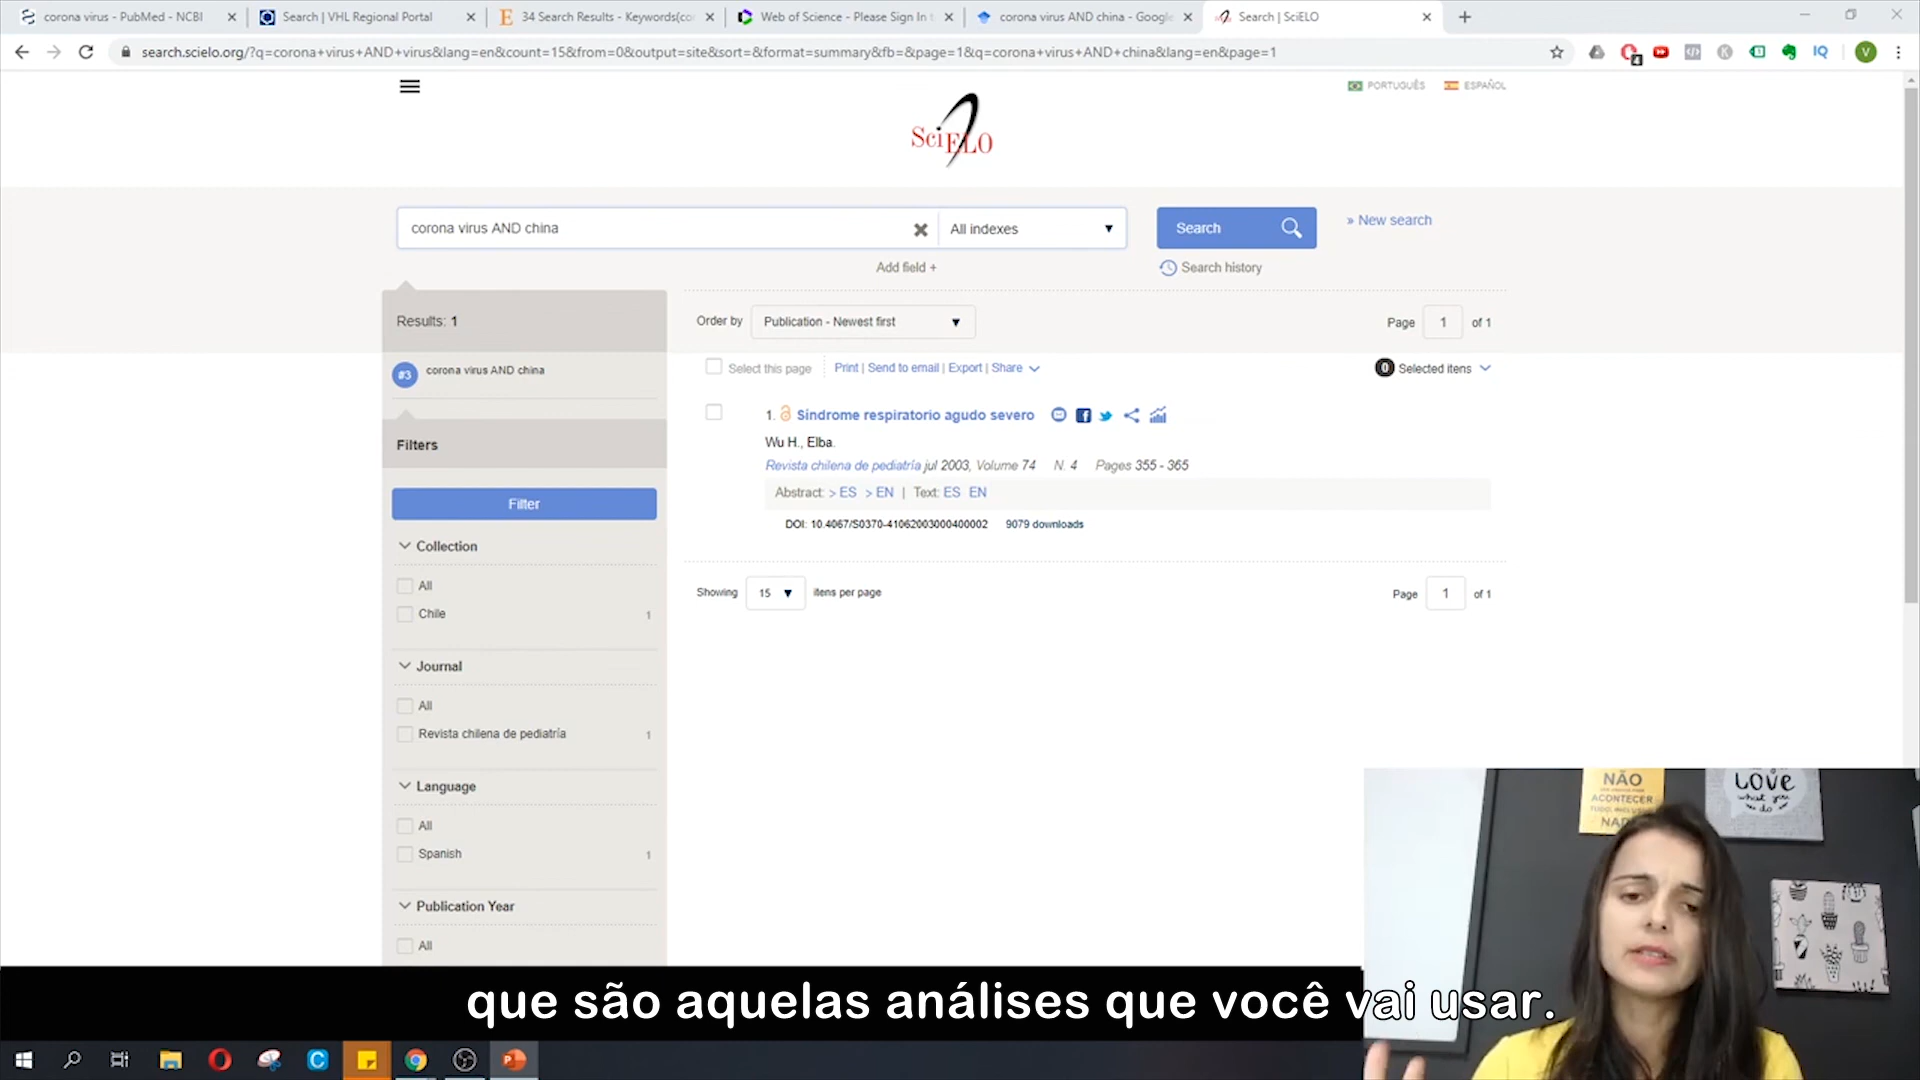 corona virus - PubMed - NCBI
Search | VHL Regional Portal
34 Search Results - Keywords(co
Web of Science - Please Sign In t
corona virus AND china - Google
Search | SciELO
search.scielo.org/?q=corona+virus+AND+virus&lang=en&count=15&from=0&output=site&sort=&format=summary&fb=&page=1&q=corona+virus+AND+china&lang=en&page=1
IQ
V
PORTUGUÊS
ESPAÑOL
SciELO
corona virus AND china
All indexes
Search
» New search
Add field +
Search history
Results: 1
Order by
Publication - Newest first
Page 1 of 1
#3 corona virus AND china
Select this page
Print | Send to email | Export | Share
0 Selected itens
1. Síndrome respiratorio agudo severo
Wu H., Elba.
Revista chilena de pediatría jul 2003, Volume 74 N. 4 Pages 355 - 365
Abstract: > ES > EN | Text: ES EN
DOI: 10.4067/S0370-41062003000400002 9079 downloads
Showing 15 itens per page
Page 1 of 1
Filters
Filter
Collection
All
Chile 1
Journal
All
Revista chilena de pediatría 1
Language
All
Spanish 1
Publication Year
All
NÃO
ACONTECER
LOVE
what you
do
que são aquelas análises que você vai usar.